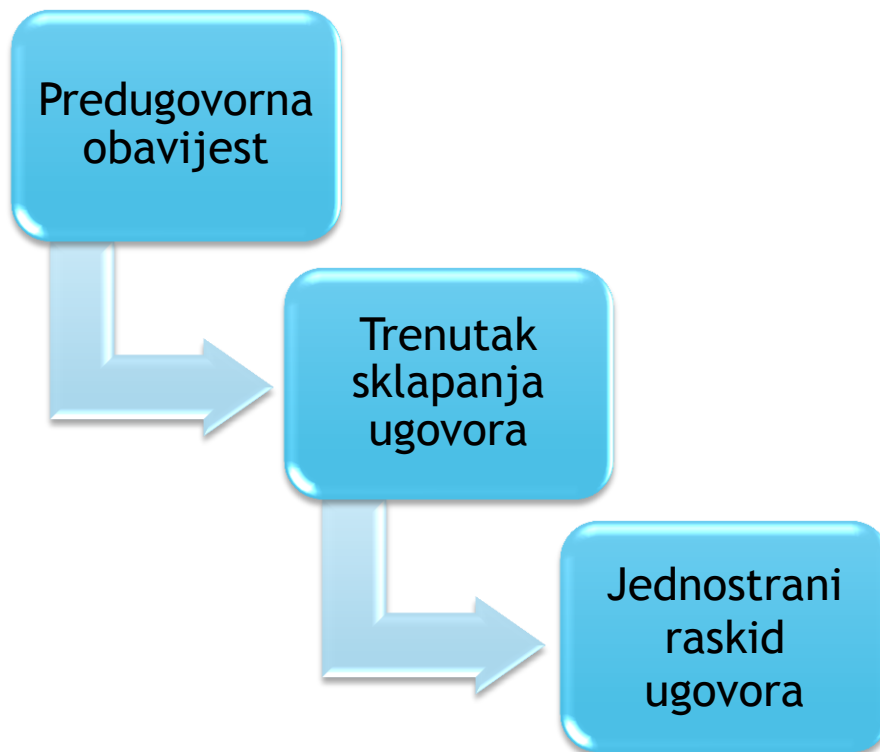 Predugovorna
obavijest
Trenutak
sklapanja
ugovora
Jednostrani
raskid
ugovora